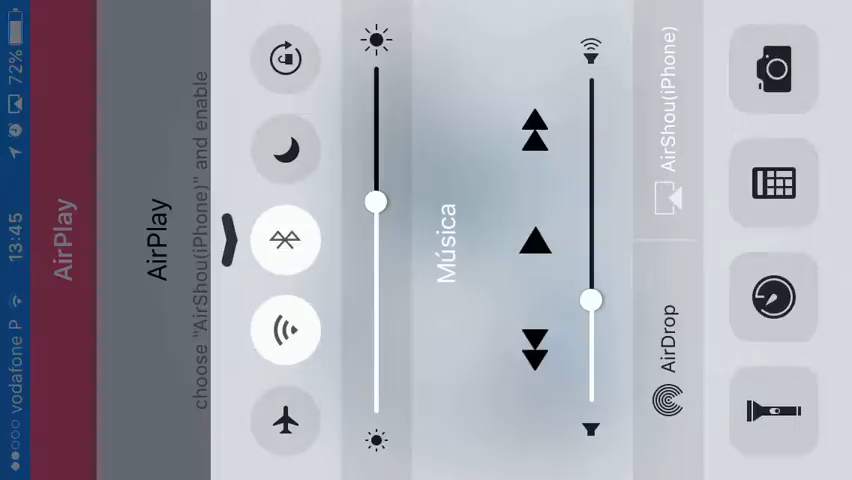 vodafone P 13:45 72%
AirPlay
AirPlay
choose "AirShou(iPhone)" and enable
Música
AirDrop
AirShou(iPhone)